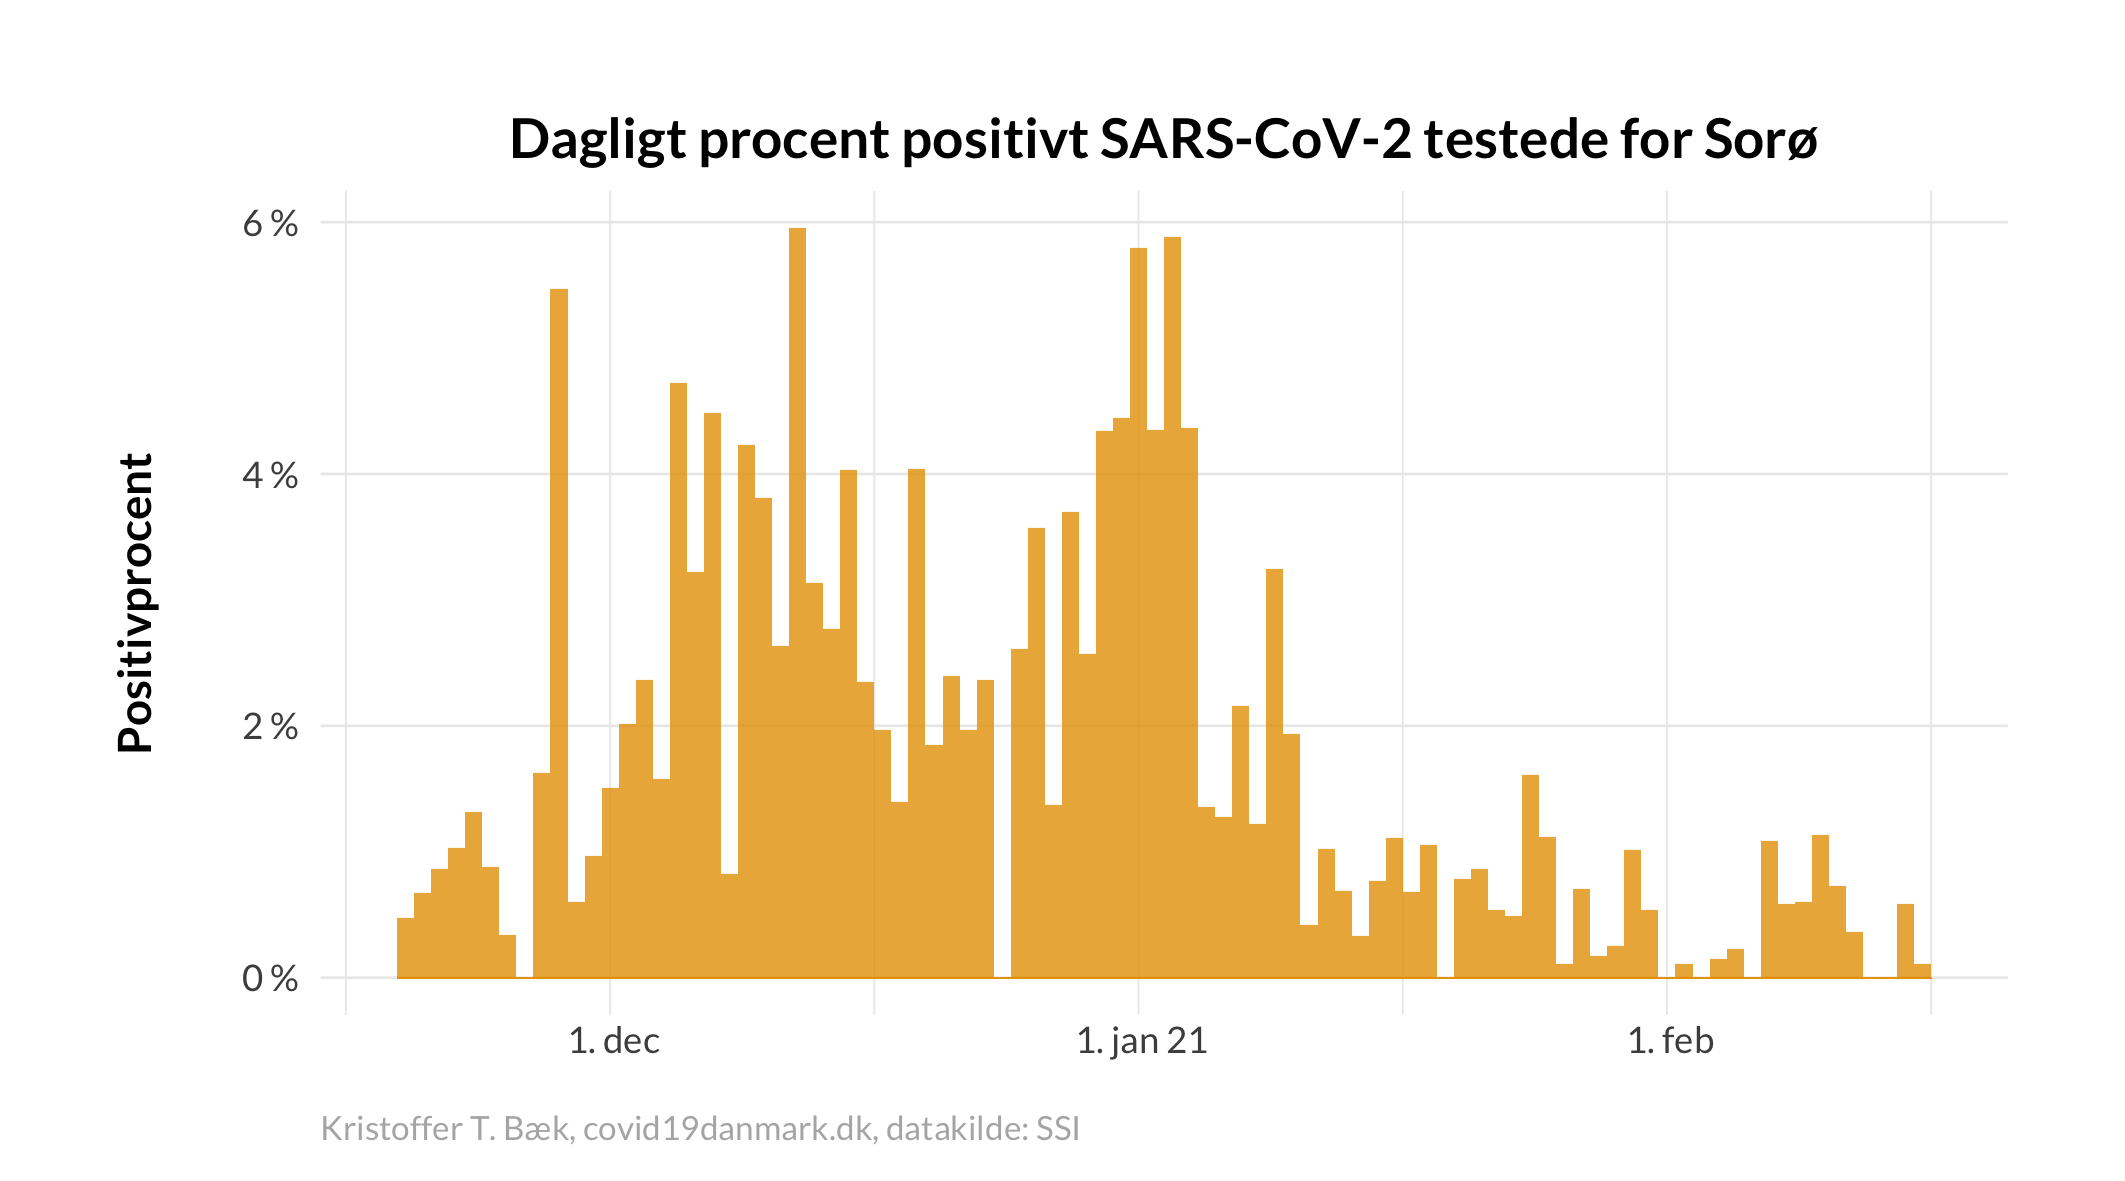 Dagligt procent positivt SARS-CoV-2 testede for Sorø
Positivprocent
6 %
4 %
2 %
0 %
1. dec
1. jan 21
1. feb
Kristoffer T. Bæk, covid19danmark.dk, datakilde: SSI